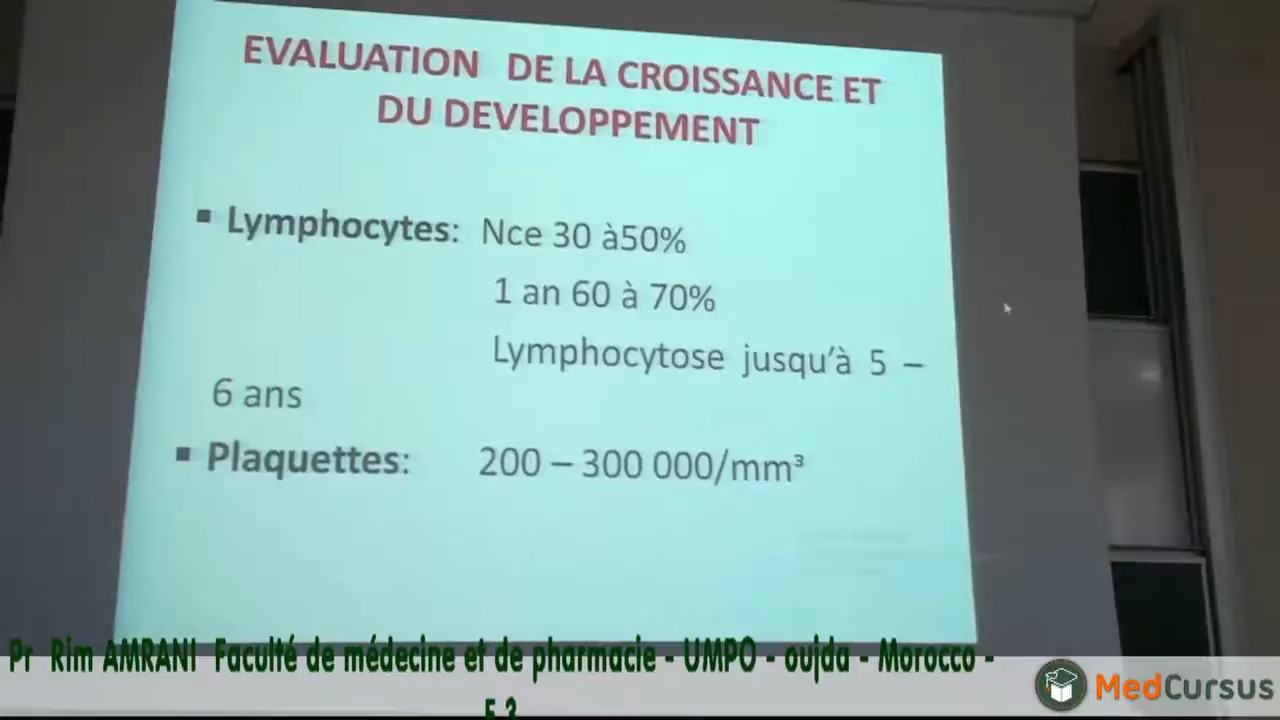 EVALUATION DE LA CROISSANCE ET
DU DEVELOPPEMENT
▪ Lymphocytes: Nce 30 à50%
1 an 60 à 70%
Lymphocytose jusqu'à 5 –
6 ans
▪ Plaquettes: 200 – 300 000/mm³
Pr Rim AMRANI Faculté de médecine et de pharmacie - UMPO - oujda - Morocco -
MedCursus